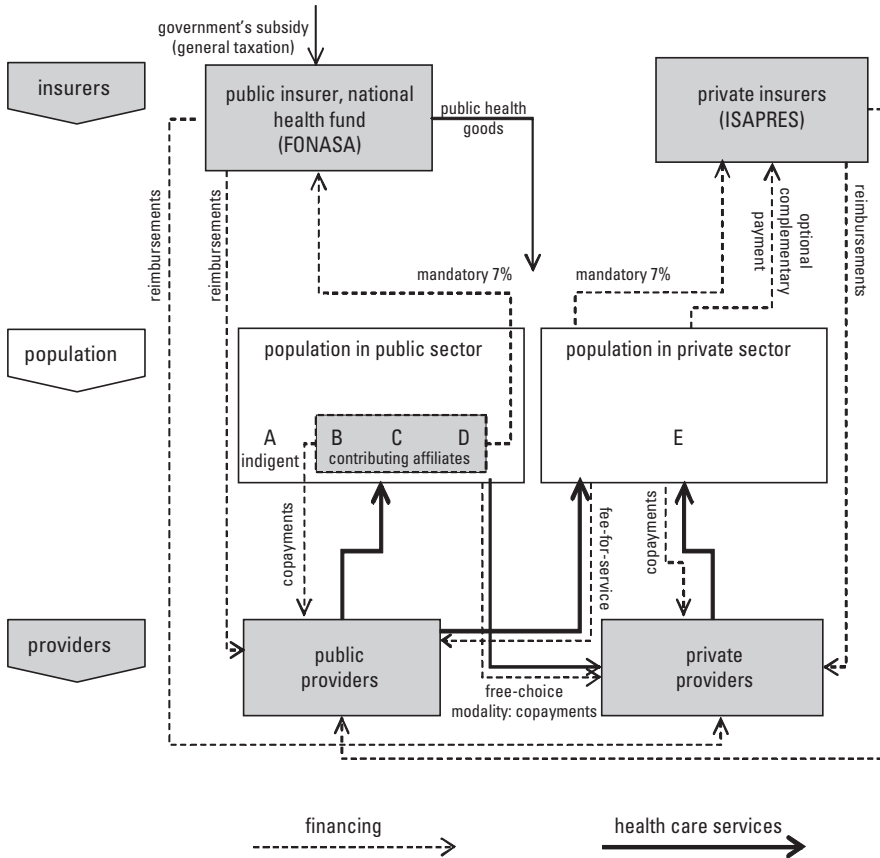 government's subsidy
(general taxation)
insurers
public insurer, national
health fund
(FONASA)
public health
goods
private insurers
(ISAPRES)
reimbursements
reimbursements
mandatory 7%
mandatory 7%
optional
complementary
payment
reimbursements
population
population in public sector
population in private sector
A
indigent
B C D
contributing affiliates
E
copayments
fee-for-service
copayments
providers
public
providers
private
providers
free-choice
modality: copayments
financing
health care services